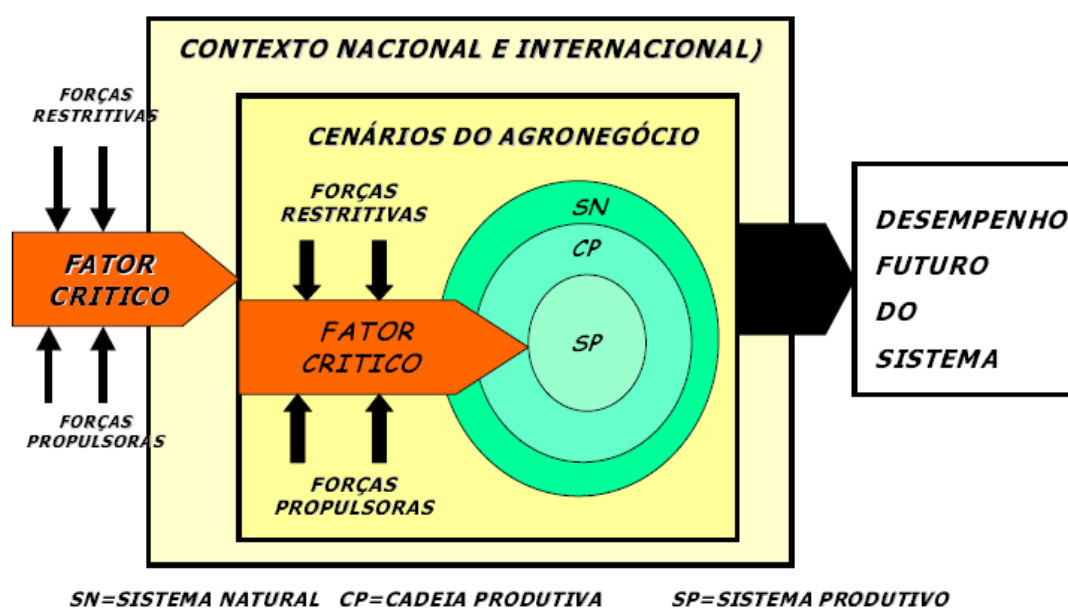 CONTEXTO NACIONAL E INTERNACIONAL)
FORÇAS
RESTRITIVAS
CENÁRIOS DO AGRONEGÓCIO
FORÇAS
RESTRITIVAS
SN
CP
SP
FATOR
CRITICO
FATOR
CRITICO
FORÇAS
PROPULSORAS
FORÇAS
PROPULSORAS
DESEMPENHO
FUTURO
DO
SISTEMA
SN=SISTEMA NATURAL CP=CADEIA PRODUTIVA SP=SISTEMA PRODUTIVO